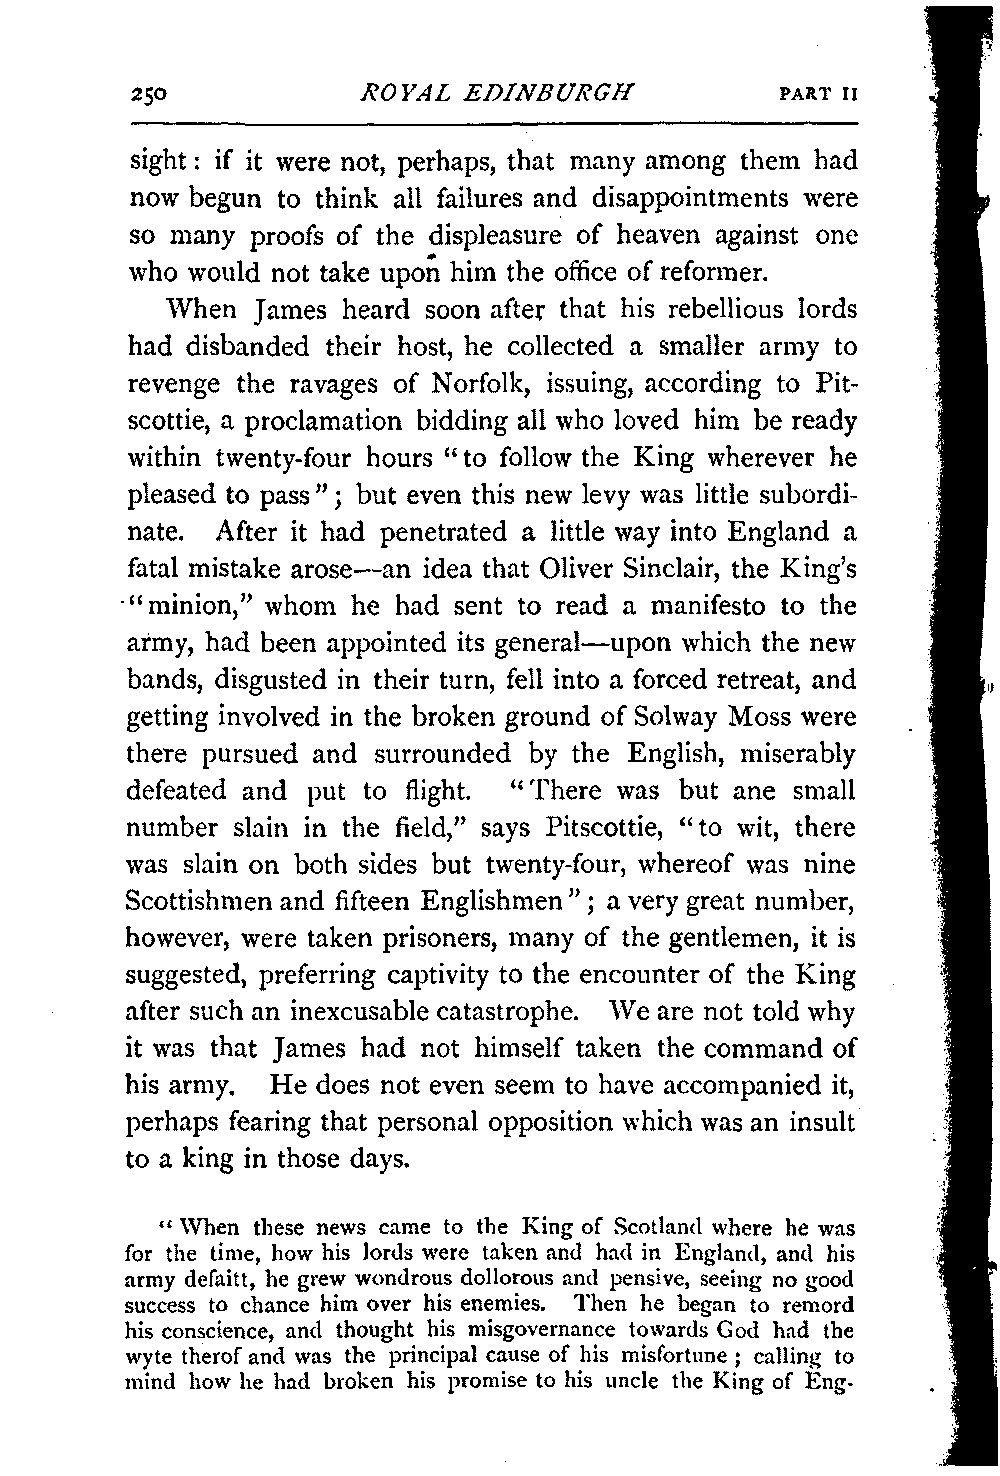 250 ROYAL EDINBURGH PART II
sight : if it were not, perhaps, that many among them had
now begun to think all failures and disappointments were
so many proofs of the displeasure of heaven against one
who would not take upon him the office of reformer.
When James heard soon after that his rebellious lords
had disbanded their host, he collected a smaller army to
revenge the ravages of Norfolk, issuing, according to Pit-
scottie, a proclamation bidding all who loved him be ready
within twenty-four hours “to follow the King wherever he
pleased to pass”; but even this new levy was little subordi-
nate. After it had penetrated a little way into England a
fatal mistake arose—an idea that Oliver Sinclair, the King's
“minion,” whom he had sent to read a manifesto to the
army, had been appointed its general—upon which the new
bands, disgusted in their turn, fell into a forced retreat, and
getting involved in the broken ground of Solway Moss were
there pursued and surrounded by the English, miserably
defeated and put to flight. “There was but ane small
number slain in the field,” says Pitscottie, “to wit, there
was slain on both sides but twenty-four, whereof was nine
Scottishmen and fifteen Englishmen”; a very great number,
however, were taken prisoners, many of the gentlemen, it is
suggested, preferring captivity to the encounter of the King
after such an inexcusable catastrophe. We are not told why
it was that James had not himself taken the command of
his army. He does not even seem to have accompanied it,
perhaps fearing that personal opposition which was an insult
to a king in those days.
“When these news came to the King of Scotland where he was
for the time, how his lords were taken and had in England, and his
army defaitt, he grew wondrous dollorous and pensive, seeing no good
success to chance him over his enemies. Then he began to remord
his conscience, and thought his misgovernance towards God had the
wyte therof and was the principal cause of his misfortune ; calling to
mind how he had broken his promise to his uncle the King of Eng-